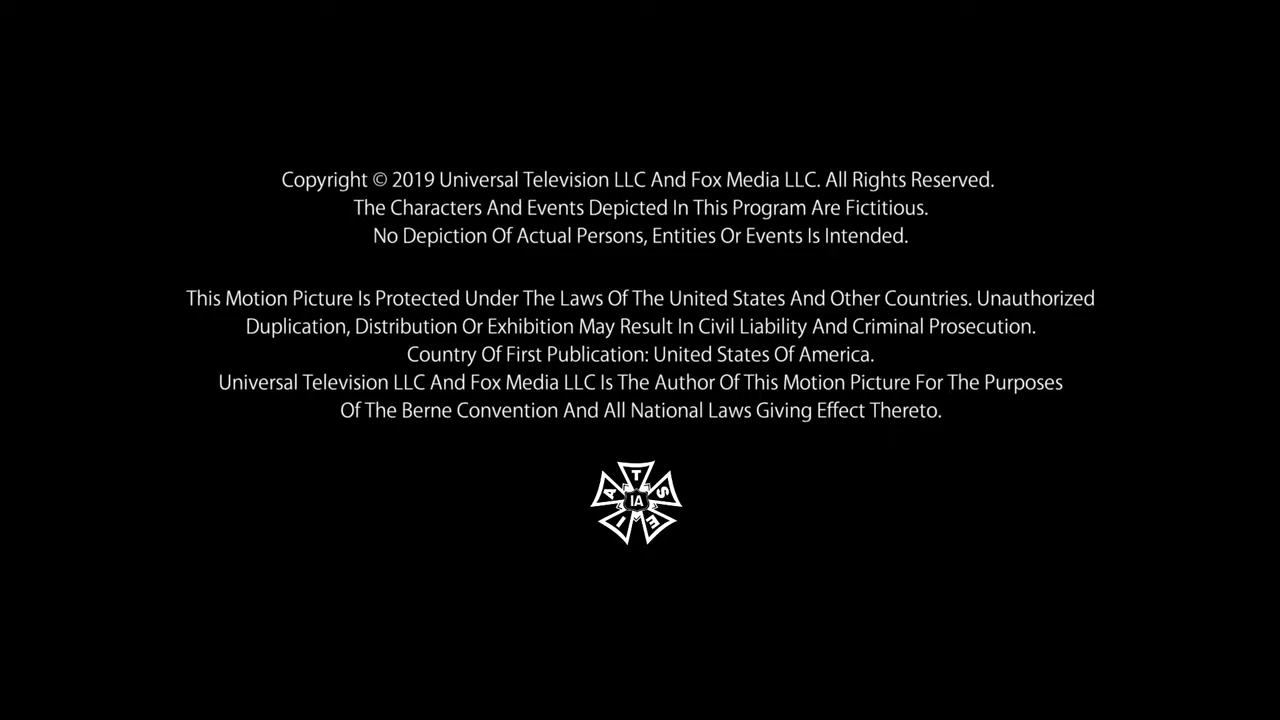 Copyright © 2019 Universal Television LLC And Fox Media LLC. All Rights Reserved.
The Characters And Events Depicted In This Program Are Fictitious.
No Depiction Of Actual Persons, Entities Or Events Is Intended.
This Motion Picture Is Protected Under The Laws Of The United States And Other Countries. Unauthorized
Duplication, Distribution Or Exhibition May Result In Civil Liability And Criminal Prosecution.
Country Of First Publication: United States Of America.
Universal Television LLC And Fox Media LLC Is The Author Of This Motion Picture For The Purposes
Of The Berne Convention And All National Laws Giving Effect Thereto.
I A T S E
IA